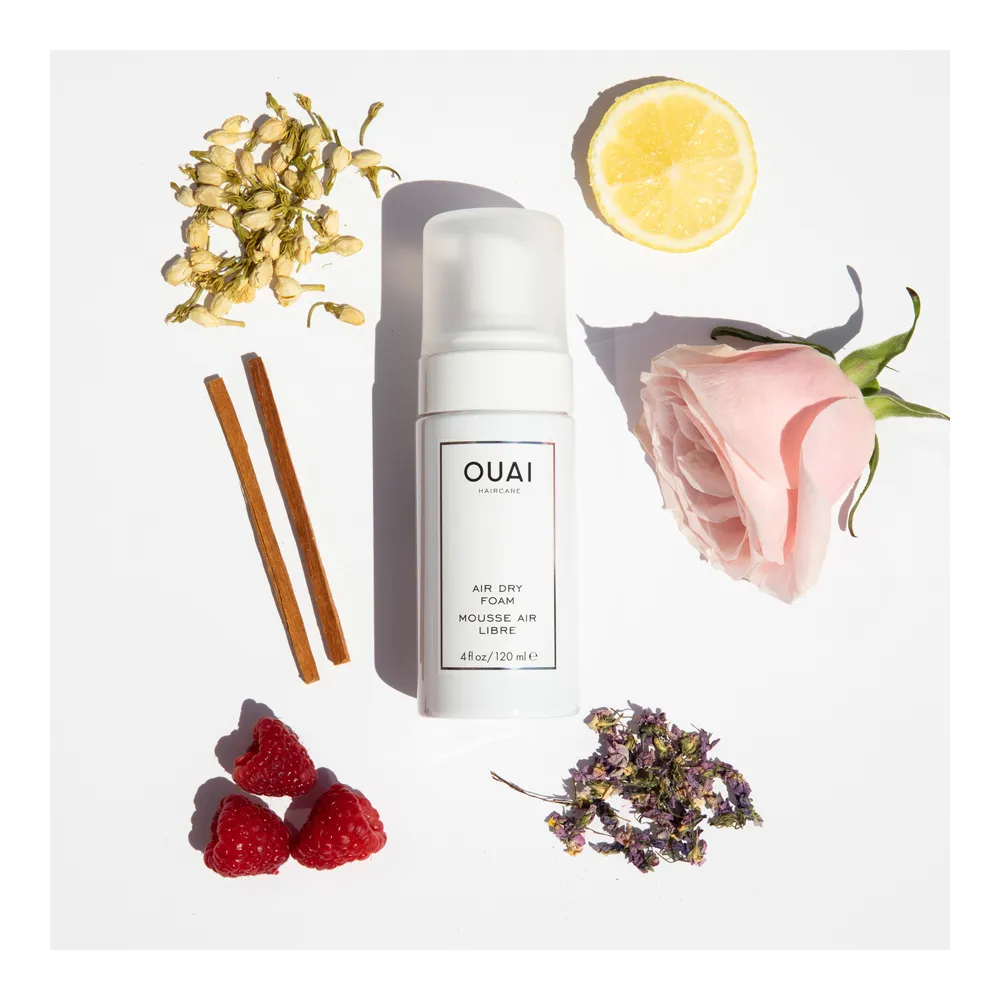 OUAI
HAIRCARE
AIR DRY
FOAM
MOUSSE AIR
LIBRE
4 fl oz/120 ml ℮